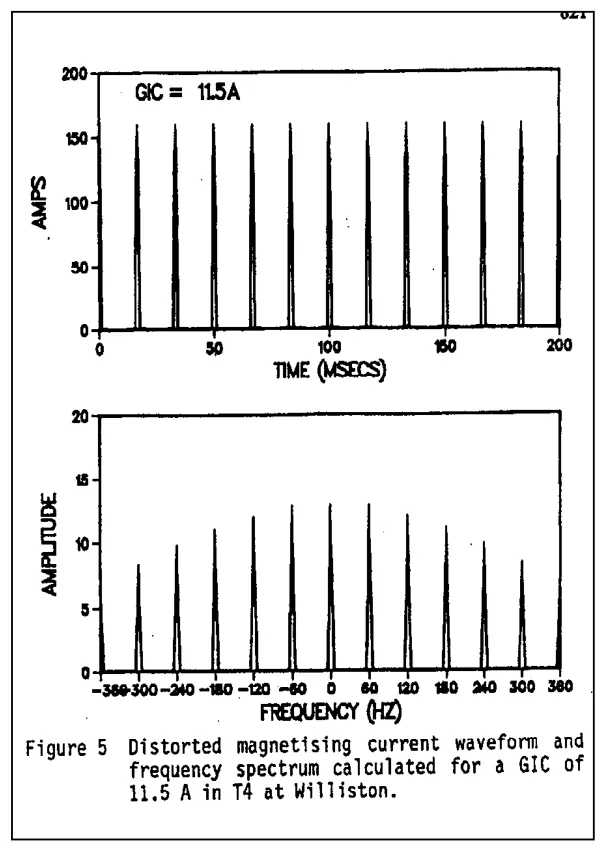 200
GIC = 11.5A
150
100
50
0
AMPS
0 50 100 150 200
TIME (MSECS)
20
15
10
5
0
AMPLITUDE
-360-300-240 -180 -120 -60 0 60 120 180 240 300 360
FREQUENCY (HZ)
Figure 5 Distorted magnetising current waveform and
frequency spectrum calculated for a GIC of
11.5 A in T4 at Williston.